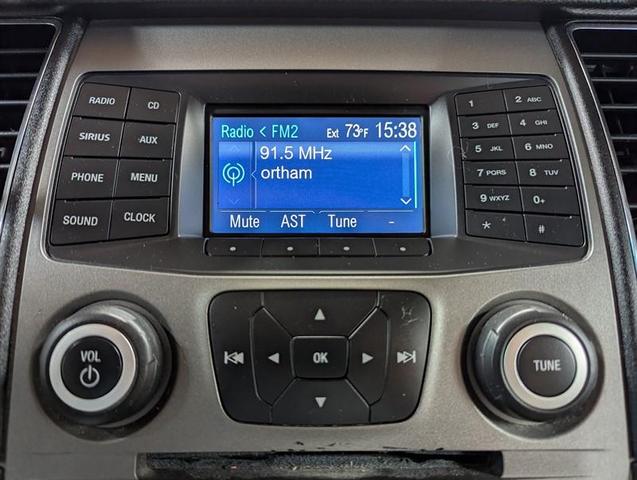 RADIO CD
SIRIUS AUX
PHONE MENU
SOUND CLOCK
Radio < FM2 Ext 73°F 15:38
91.5 MHz
ortham
Mute AST Tune -
1 2 ABC
3 DEF 4 GHI
5 JKL 6 MNO
7 PQRS 8 TUV
9 WXYZ 0+
* #
VOL
OK
TUNE